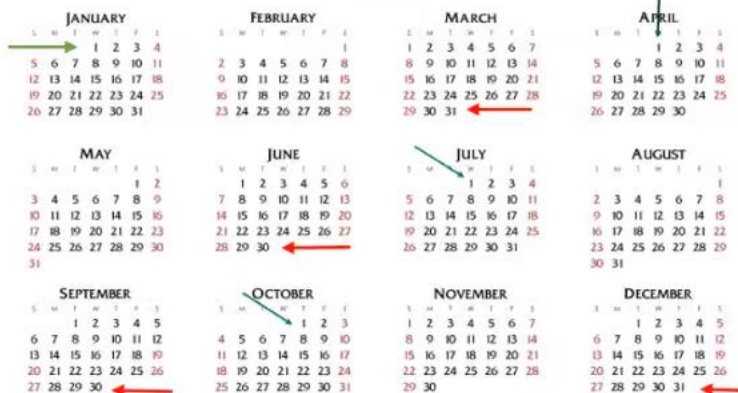 JANUARY
1 2 3 4
5 6 7 8 9 10 11
12 13 14 15 16 17 18
19 20 21 22 23 24 25
26 27 28 29 30 31
FEBRUARY
1
2 3 4 5 6 7 8
9 10 11 12 13 14 15
16 17 18 19 20 21 22
23 24 25 26 27 28 29
MARCH
1 2 3 4 5 6 7
8 9 10 11 12 13 14
15 16 17 18 19 20 21
22 23 24 25 26 27 28
29 30 31
APRIL
1 2 3 4
5 6 7 8 9 10 11
12 13 14 15 16 17 18
19 20 21 22 23 24 25
26 27 28 29 30
MAY
1 2
3 4 5 6 7 8 9
10 11 12 13 14 15 16
17 18 19 20 21 22 23
24 25 26 27 28 29 30
31
JUNE
1 2 3 4 5 6
7 8 9 10 11 12 13
14 15 16 17 18 19 20
21 22 23 24 25 26 27
28 29 30
JULY
1 2 3 4
5 6 7 8 9 10 11
12 13 14 15 16 17 18
19 20 21 22 23 24 25
26 27 28 29 30 31
AUGUST
1
2 3 4 5 6 7 8
9 10 11 12 13 14 15
16 17 18 19 20 21 22
23 24 25 26 27 28 29
30 31
SEPTEMBER
1 2 3 4 5
6 7 8 9 10 11 12
13 14 15 16 17 18 19
20 21 22 23 24 25 26
27 28 29 30
OCTOBER
1 2 3
4 5 6 7 8 9 10
11 12 13 14 15 16 17
18 19 20 21 22 23 24
25 26 27 28 29 30 31
NOVEMBER
1 2 3 4 5 6 7
8 9 10 11 12 13 14
15 16 17 18 19 20 21
22 23 24 25 26 27 28
29 30
DECEMBER
1 2 3 4 5
6 7 8 9 10 11 12
13 14 15 16 17 18 19
20 21 22 23 24 25 26
27 28 29 30 31